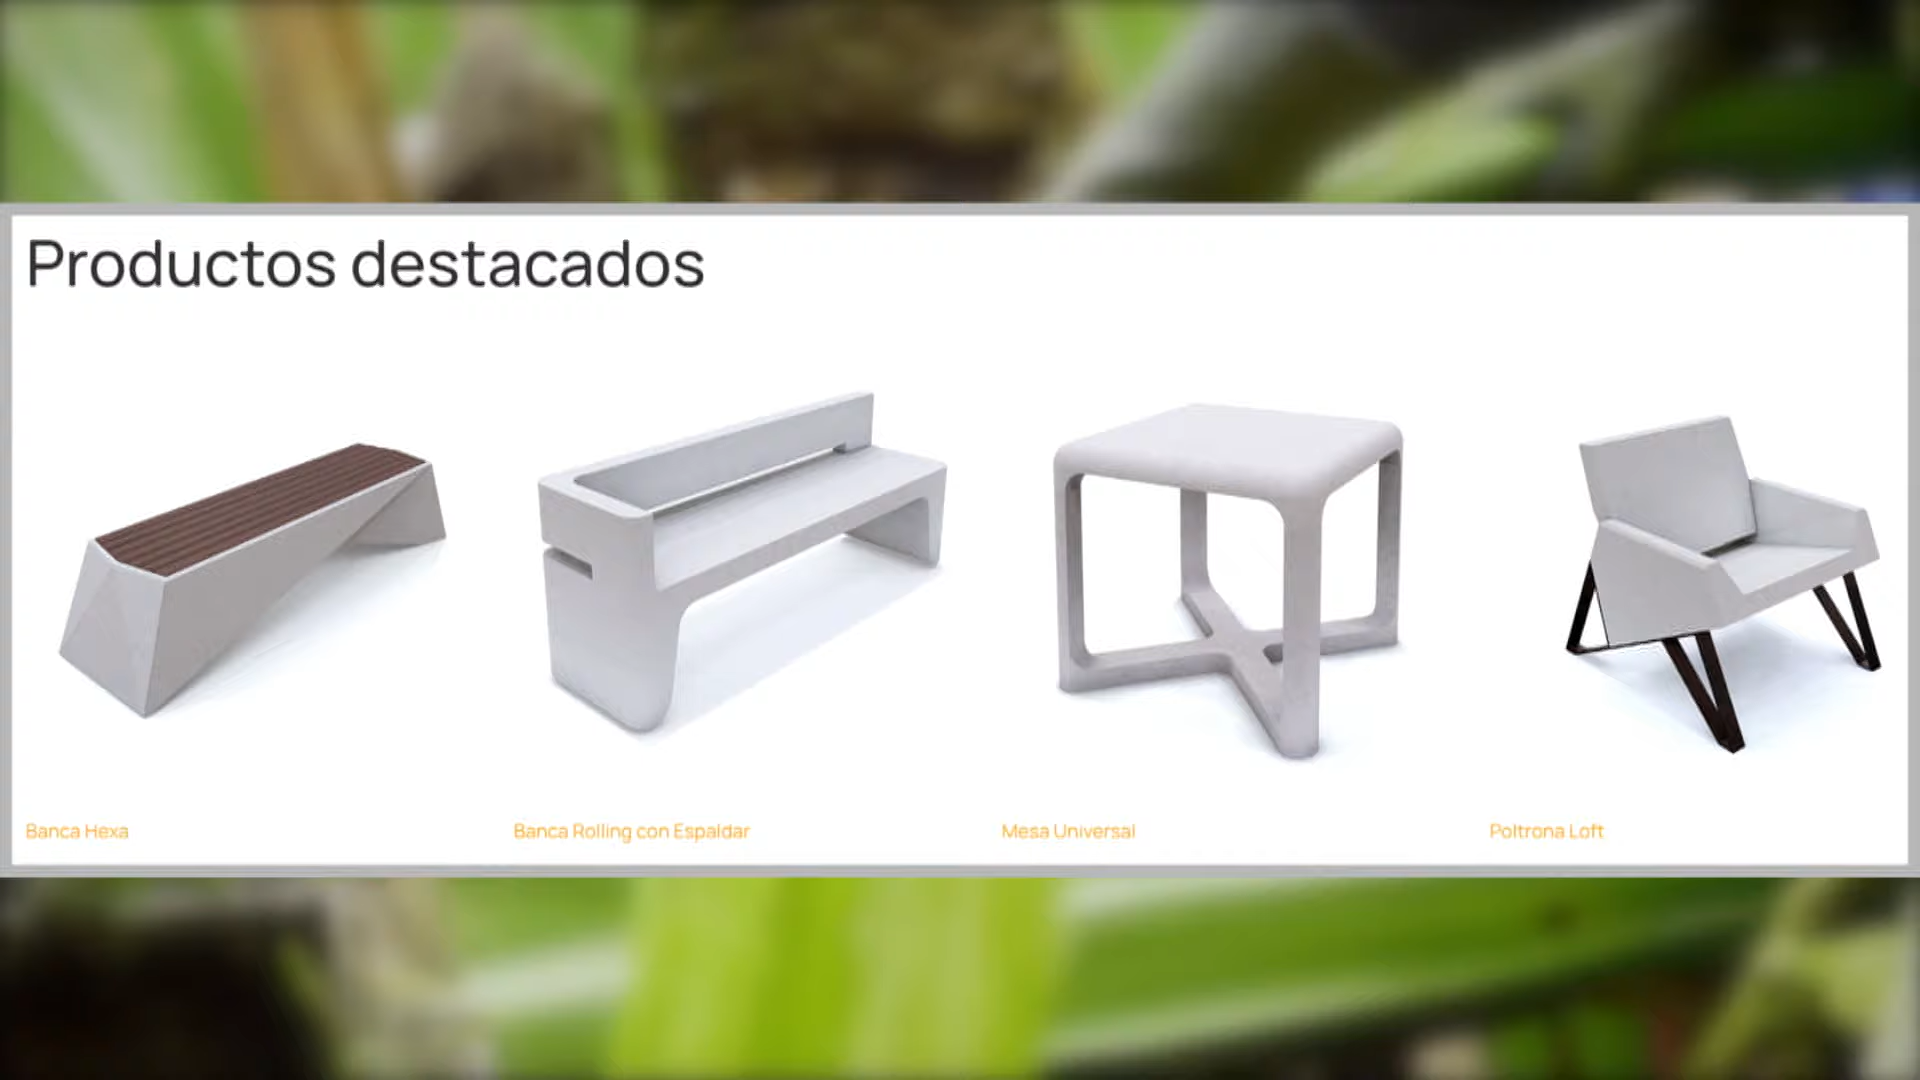 Productos destacados
Banca Hexa
Banca Rolling con Espaldar
Mesa Universal
Poltrona Loft